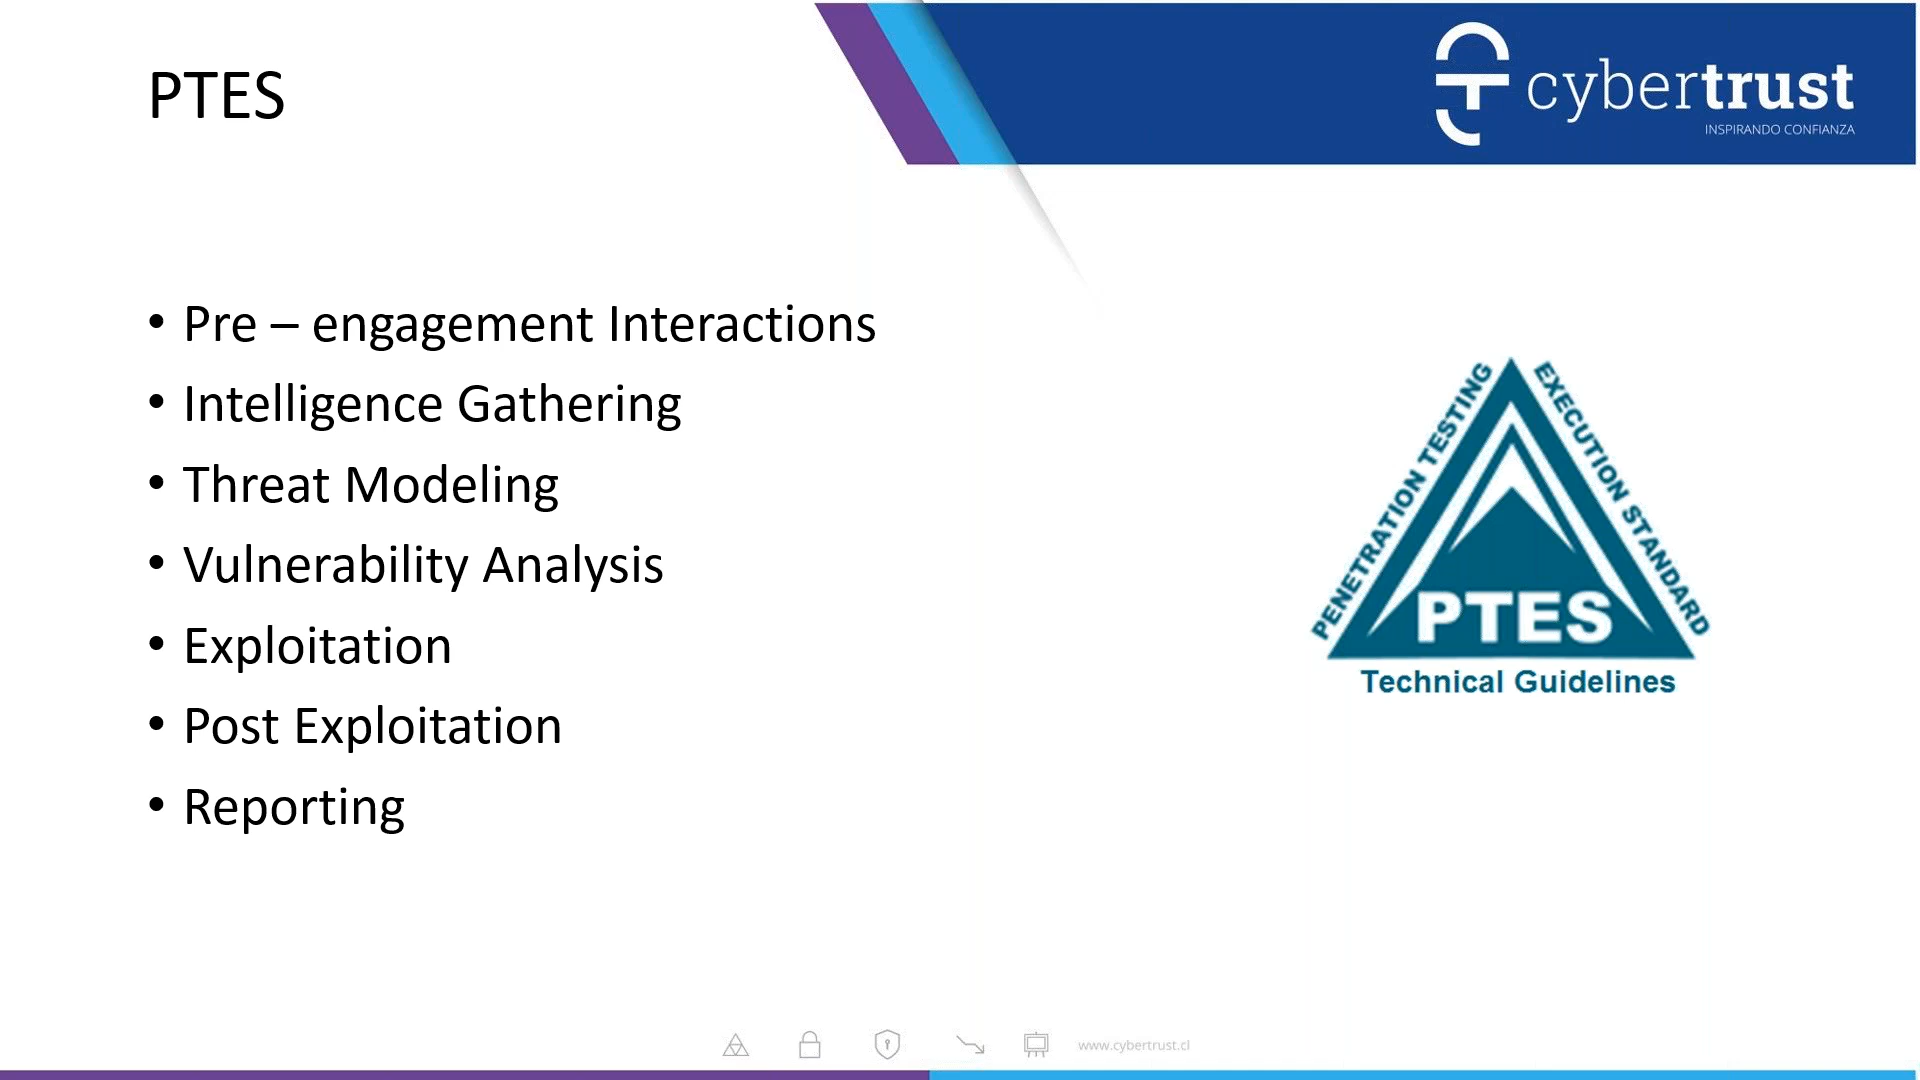 PTES
cybertrust
INSPIRANDO CONFIANZA
• Pre – engagement Interactions
• Intelligence Gathering
• Threat Modeling
• Vulnerability Analysis
• Exploitation
• Post Exploitation
• Reporting
PENETRATION TESTING
EXECUTION STANDARD
PTES
Technical Guidelines
www.cybertrust.cl